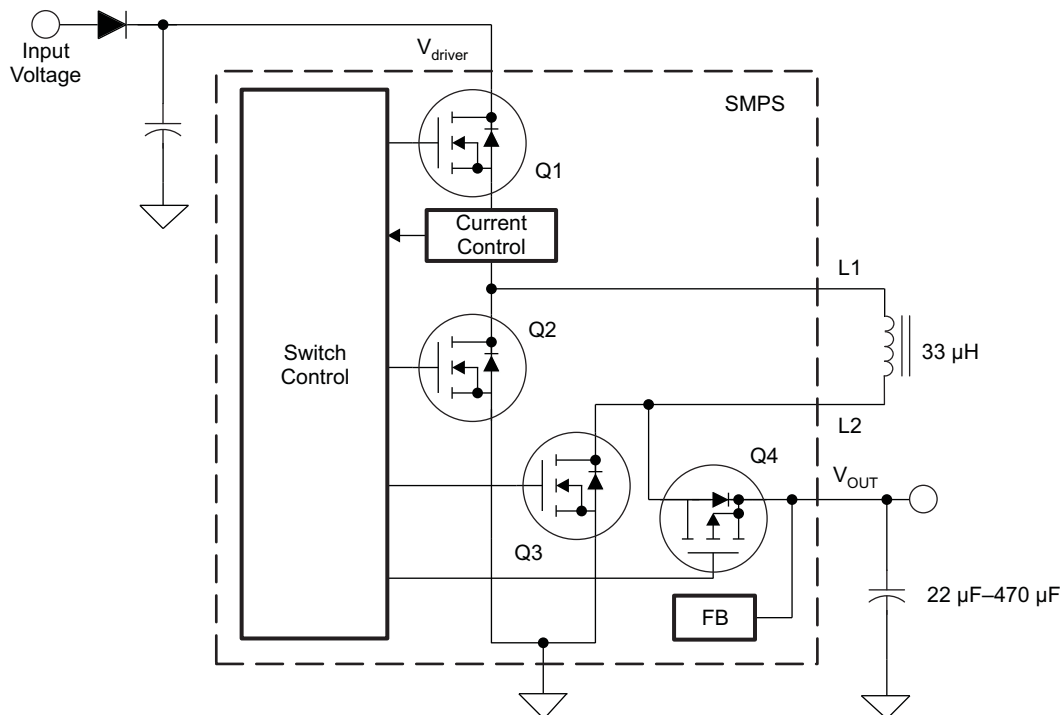 Input
Voltage
V_driver
SMPS
Q1
Current
Control
L1
Q2
Switch
Control
33 µH
L2
Q4
V_OUT
Q3
22 µF–470 µF
FB